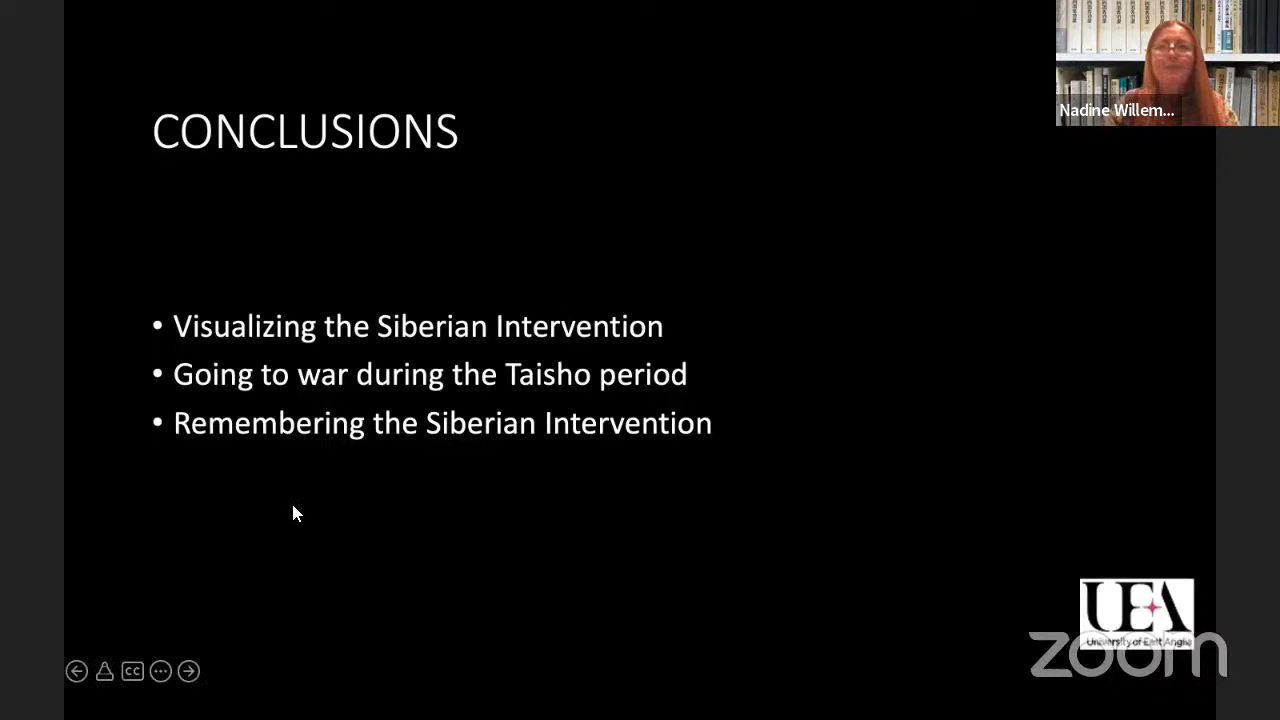 Nadine Willem...
CONCLUSIONS
• Visualizing the Siberian Intervention
• Going to war during the Taisho period
• Remembering the Siberian Intervention
UEA
University of East Anglia
zoom
CC